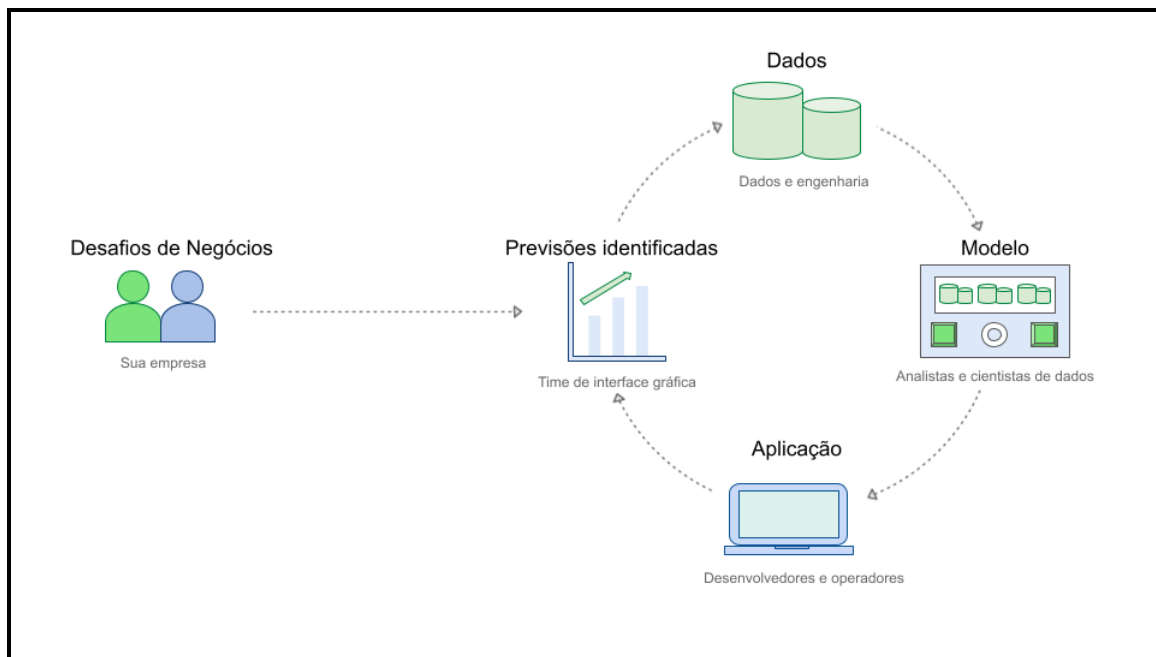 Dados
Dados e engenharia
Desafios de Negócios
Sua empresa
Previsões identificadas
Time de interface gráfica
Modelo
Analistas e cientistas de dados
Aplicação
Desenvolvedores e operadores